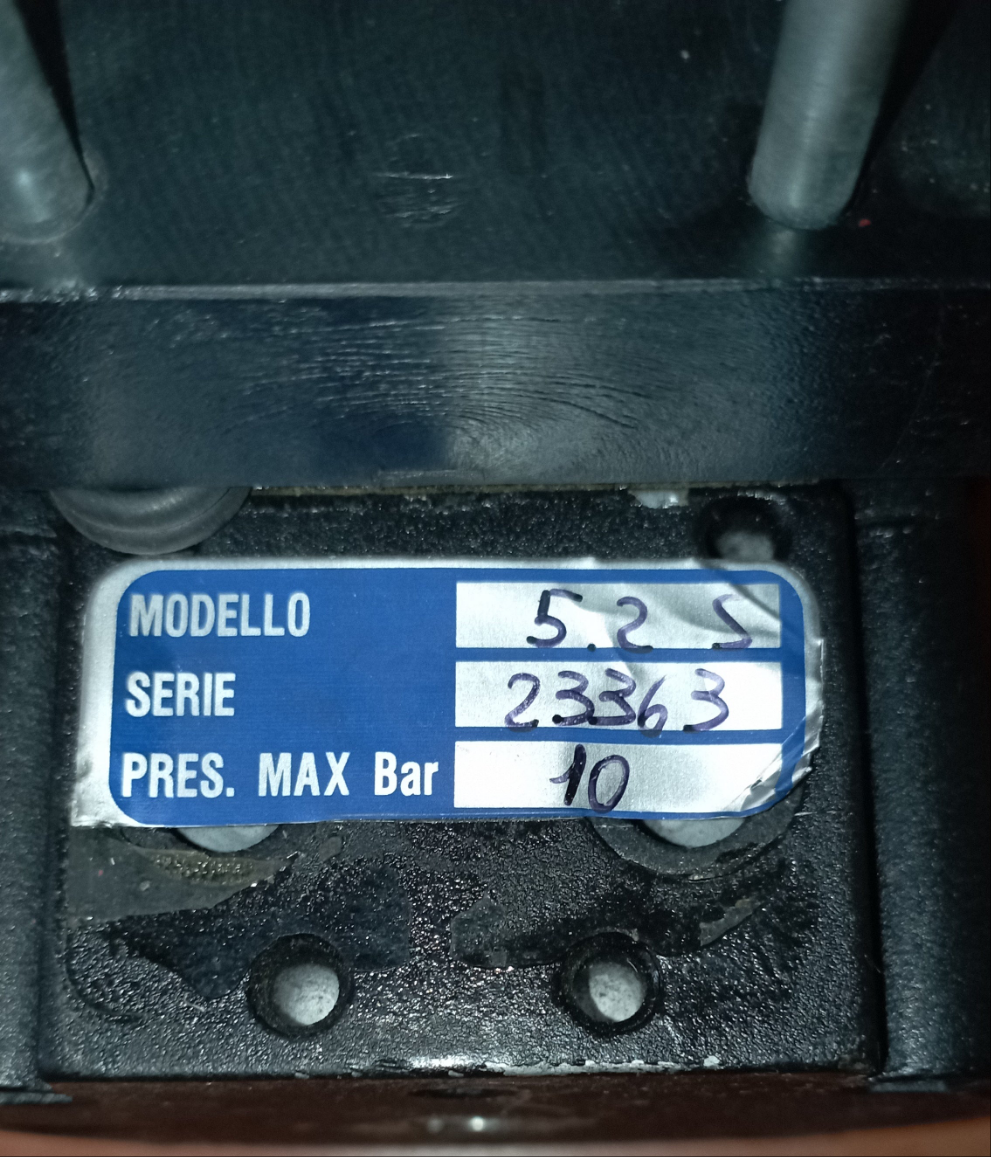 MODELLO 5.2 S
SERIE 23363
PRES. MAX Bar 10